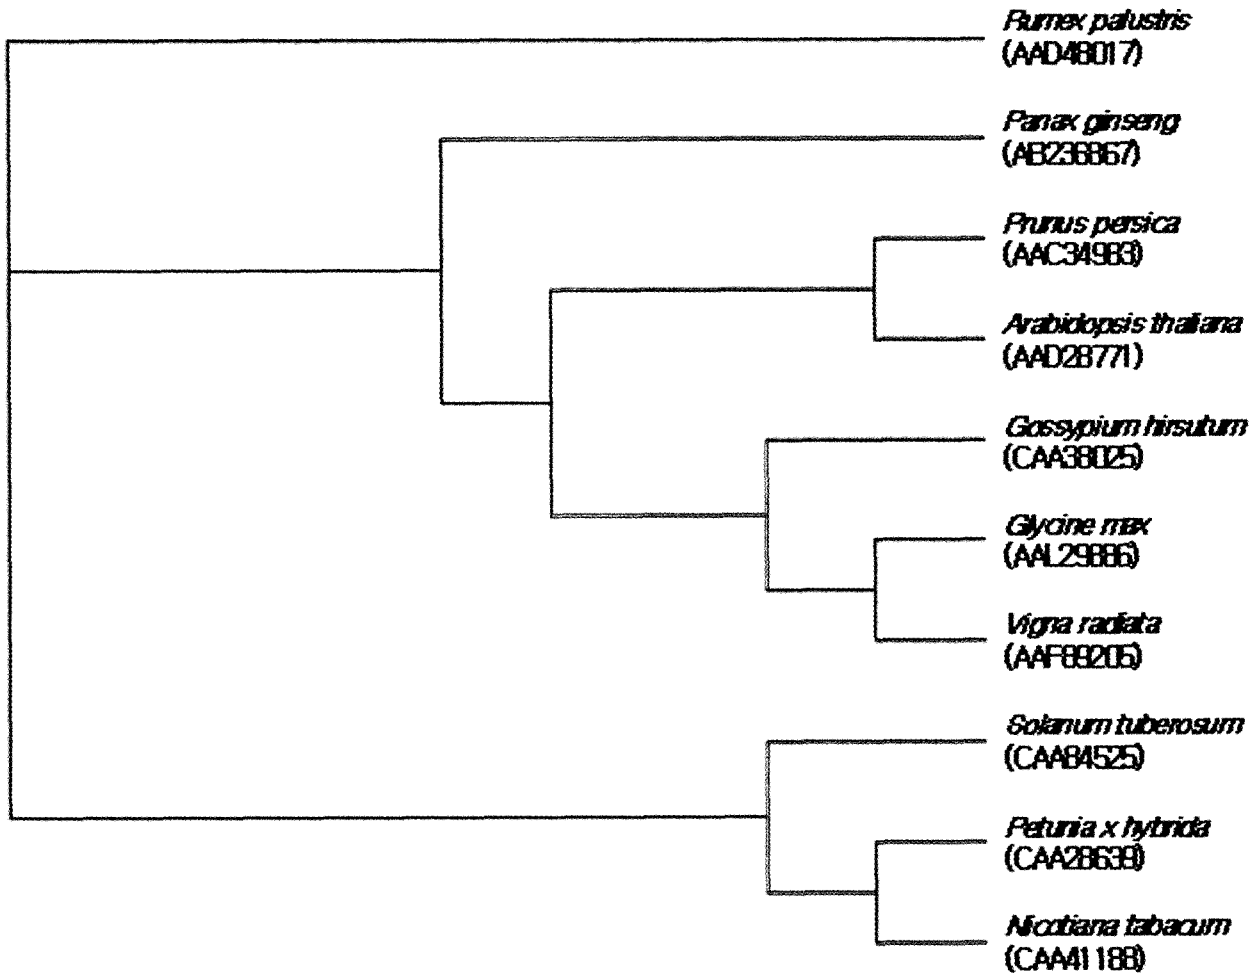 Rumex palustris
(AAD48017)
Panax ginseng
(AB236867)
Prunus persica
(AAC34983)
Arabidopsis thaliana
(AAD28771)
Gossypium hirsutum
(CAA38025)
Glycine max
(AAL29886)
Vigna radiata
(AAF89205)
Solanum tuberosum
(CAA84525)
Petunia x hybrida
(CAA28639)
Nicotiana tabacum
(CAA41188)